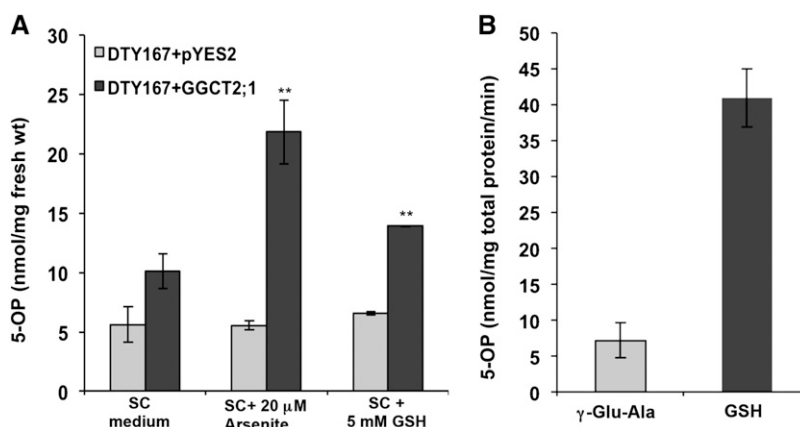 A
5-OP (nmol/mg fresh wt)
30
25
20
15
10
5
0
DTY167+pYES2
DTY167+GGCT2;1
**
**
SC
medium
SC+ 20 μM
Arsenite
SC +
5 mM GSH
B
5-OP (nmol/mg total protein/min)
50
45
40
35
30
25
20
15
10
5
0
γ-Glu-Ala
GSH